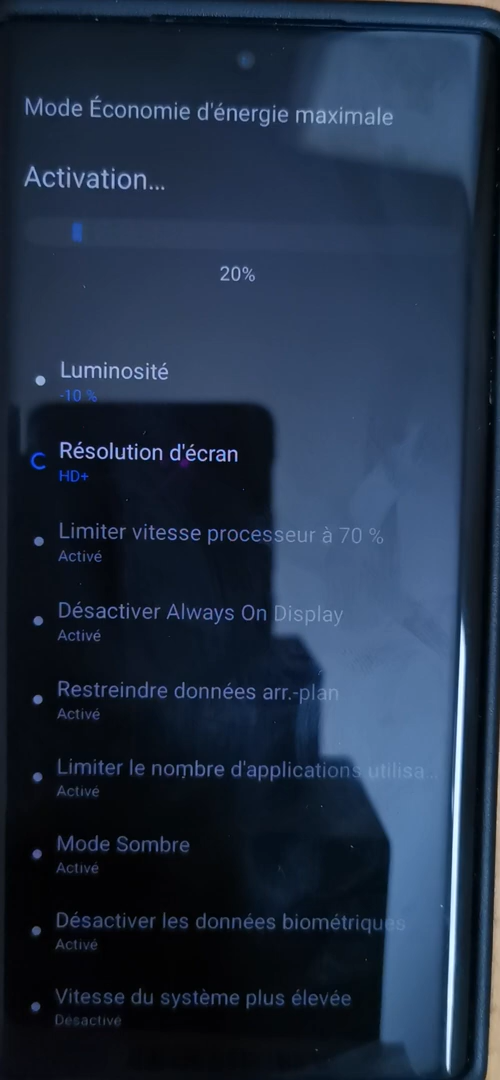 Mode Économie d'énergie maximale
Activation...
20%
Luminosité
-10 %
Résolution d'écran
HD+
Limiter vitesse processeur à 70 %
Activé
Désactiver Always On Display
Activé
Restreindre données arr.-plan
Activé
Limiter le nombre d'applications utilisa...
Activé
Mode Sombre
Activé
Désactiver les données biométriques
Activé
Vitesse du système plus élevée
Désactivé